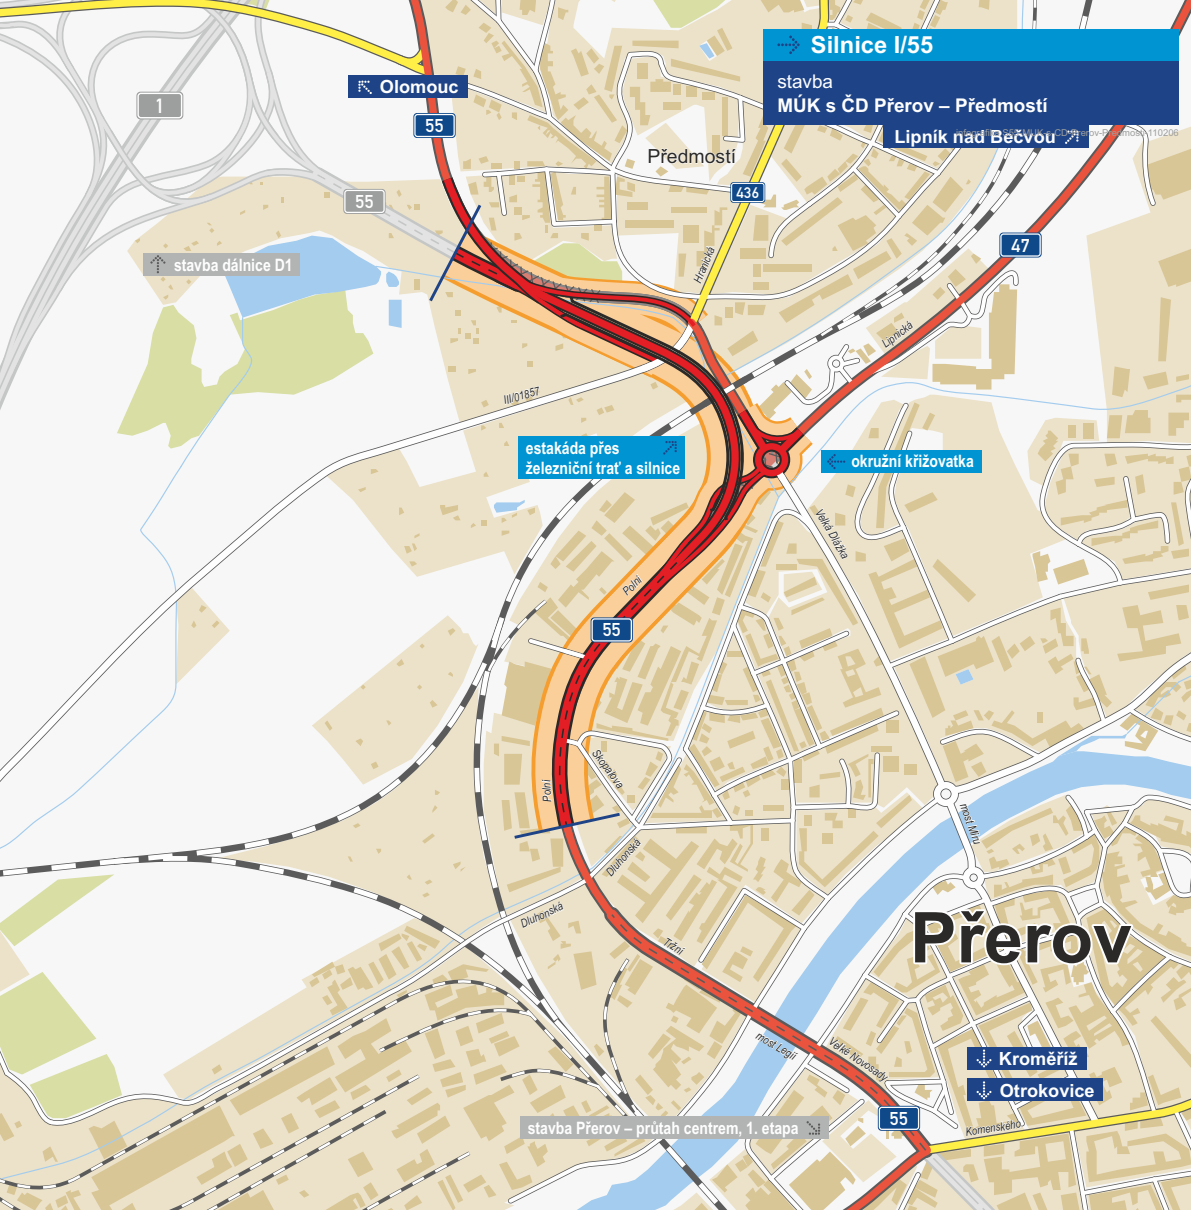 Silnice I/55
stavba
MÚK s ČD Přerov – Předmostí
Olomouc
1
55
Lipník nad Bečvou
Předmostí
436
55
47
Hranická
stavba dálnice D1
Lipnická
III/01857
estakáda přes
železniční trať a silnice
okružní křižovatka
Velká Dlážka
Polní
55
Skopalova
Polní
most Míru
Dluhonská
Dluhonská
Přerov
Tržní
most Legií
Velké Novosady
Kroměříž
Otrokovice
55
stavba Přerov – průtah centrem, 1. etapa
Komenského